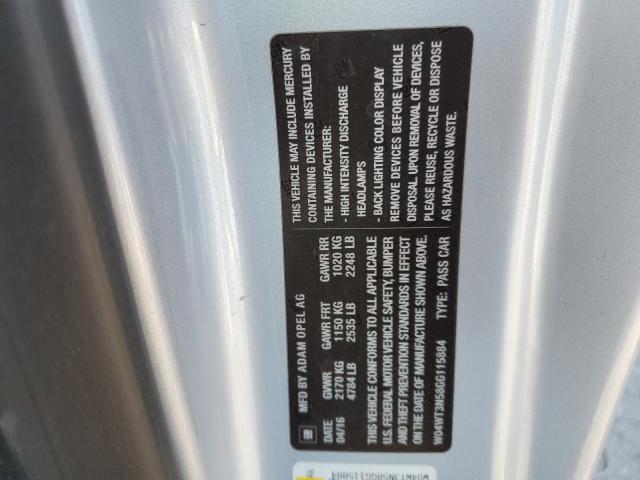 MFD BY ADAM OPEL AG
DATE GVWR GAWR FRT GAWR RR
04/16 2170 KG 1150 KG 1020 KG
4784 LB 2535 LB 2248 LB
THIS VEHICLE CONFORMS TO ALL APPLICABLE
U.S. FEDERAL MOTOR VEHICLE SAFETY, BUMPER
AND THEFT PREVENTION STANDARDS IN EFFECT
ON THE DATE OF MANUFACTURE SHOWN ABOVE.
W04WT3N58GG115884 TYPE: PASS CAR
THIS VEHICLE MAY INCLUDE MERCURY
CONTAINING DEVICES INSTALLED BY
THE MANUFACTURER:
- HIGH INTENSITY DISCHARGE
HEADLAMPS
- BACK LIGHTING COLOR DISPLAY
REMOVE DEVICES BEFORE VEHICLE
DISPOSAL. UPON REMOVAL OF DEVICES,
PLEASE REUSE, RECYCLE OR DISPOSE
AS HAZARDOUS WASTE.
GM
W04WT3N58GG115884